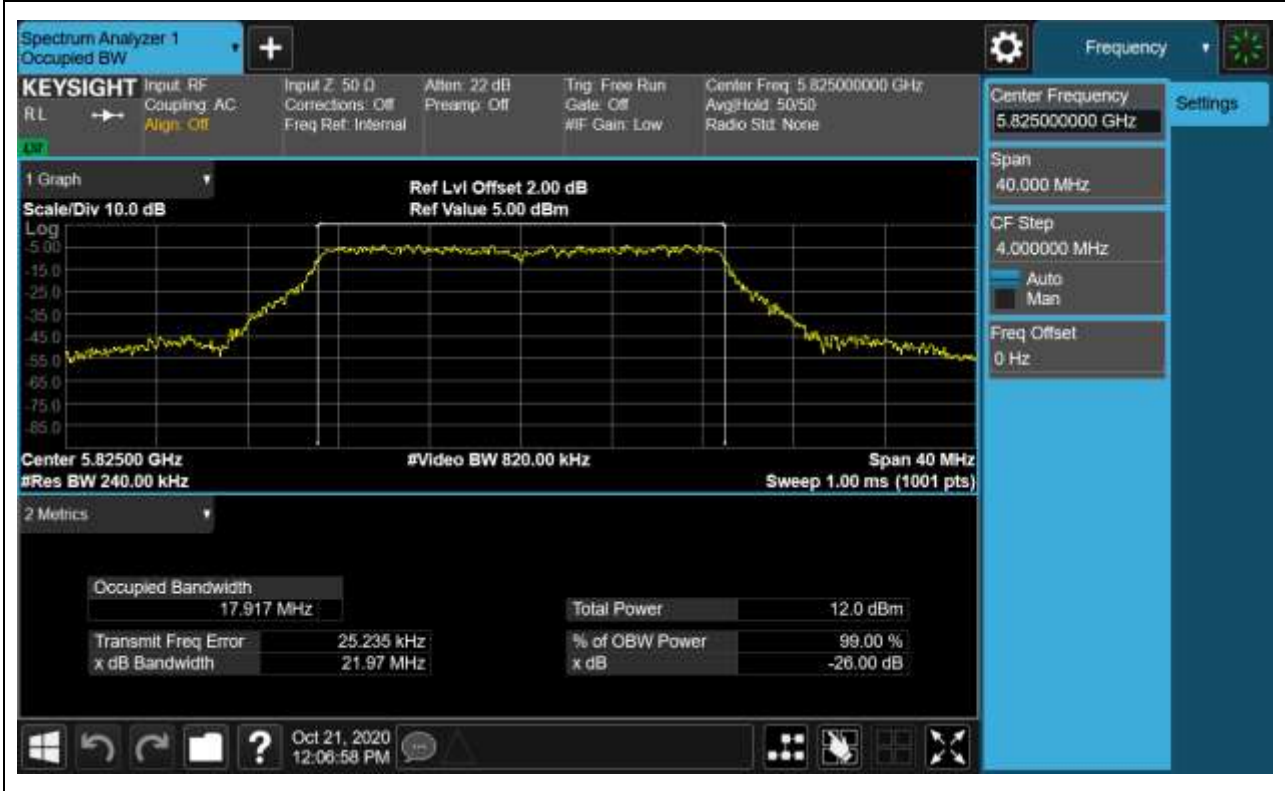 Spectrum Analyzer 1
Occupied BW
Frequency
KEYSIGHT
RL
Input: RF
Coupling: AC
Align: Off
Input Z: 50 Ω
Corrections: Off
Freq Ref: Internal
Atten: 22 dB
Preamp: Off
Trig: Free Run
Gate: Off
#IF Gain: Low
Center Freq: 5.825000000 GHz
Avg|Hold: 50/50
Radio Std: None
1 Graph
Scale/Div 10.0 dB
Ref Lvl Offset 2.00 dB
Ref Value 5.00 dBm
Log
-5.00
-15.0
-25.0
-35.0
-45.0
-55.0
-65.0
-75.0
-85.0
Center 5.82500 GHz
#Video BW 820.00 kHz
Span 40 MHz
#Res BW 240.00 kHz
Sweep 1.00 ms (1001 pts)
2 Metrics
Occupied Bandwidth
17.917 MHz
Total Power 12.0 dBm
Transmit Freq Error 25.235 kHz
% of OBW Power 99.00 %
x dB Bandwidth 21.97 MHz
x dB -26.00 dB
Oct 21, 2020
12:06:58 PM
Center Frequency
5.825000000 GHz
Settings
Span
40.000 MHz
CF Step
4.000000 MHz
Auto
Man
Freq Offset
0 Hz